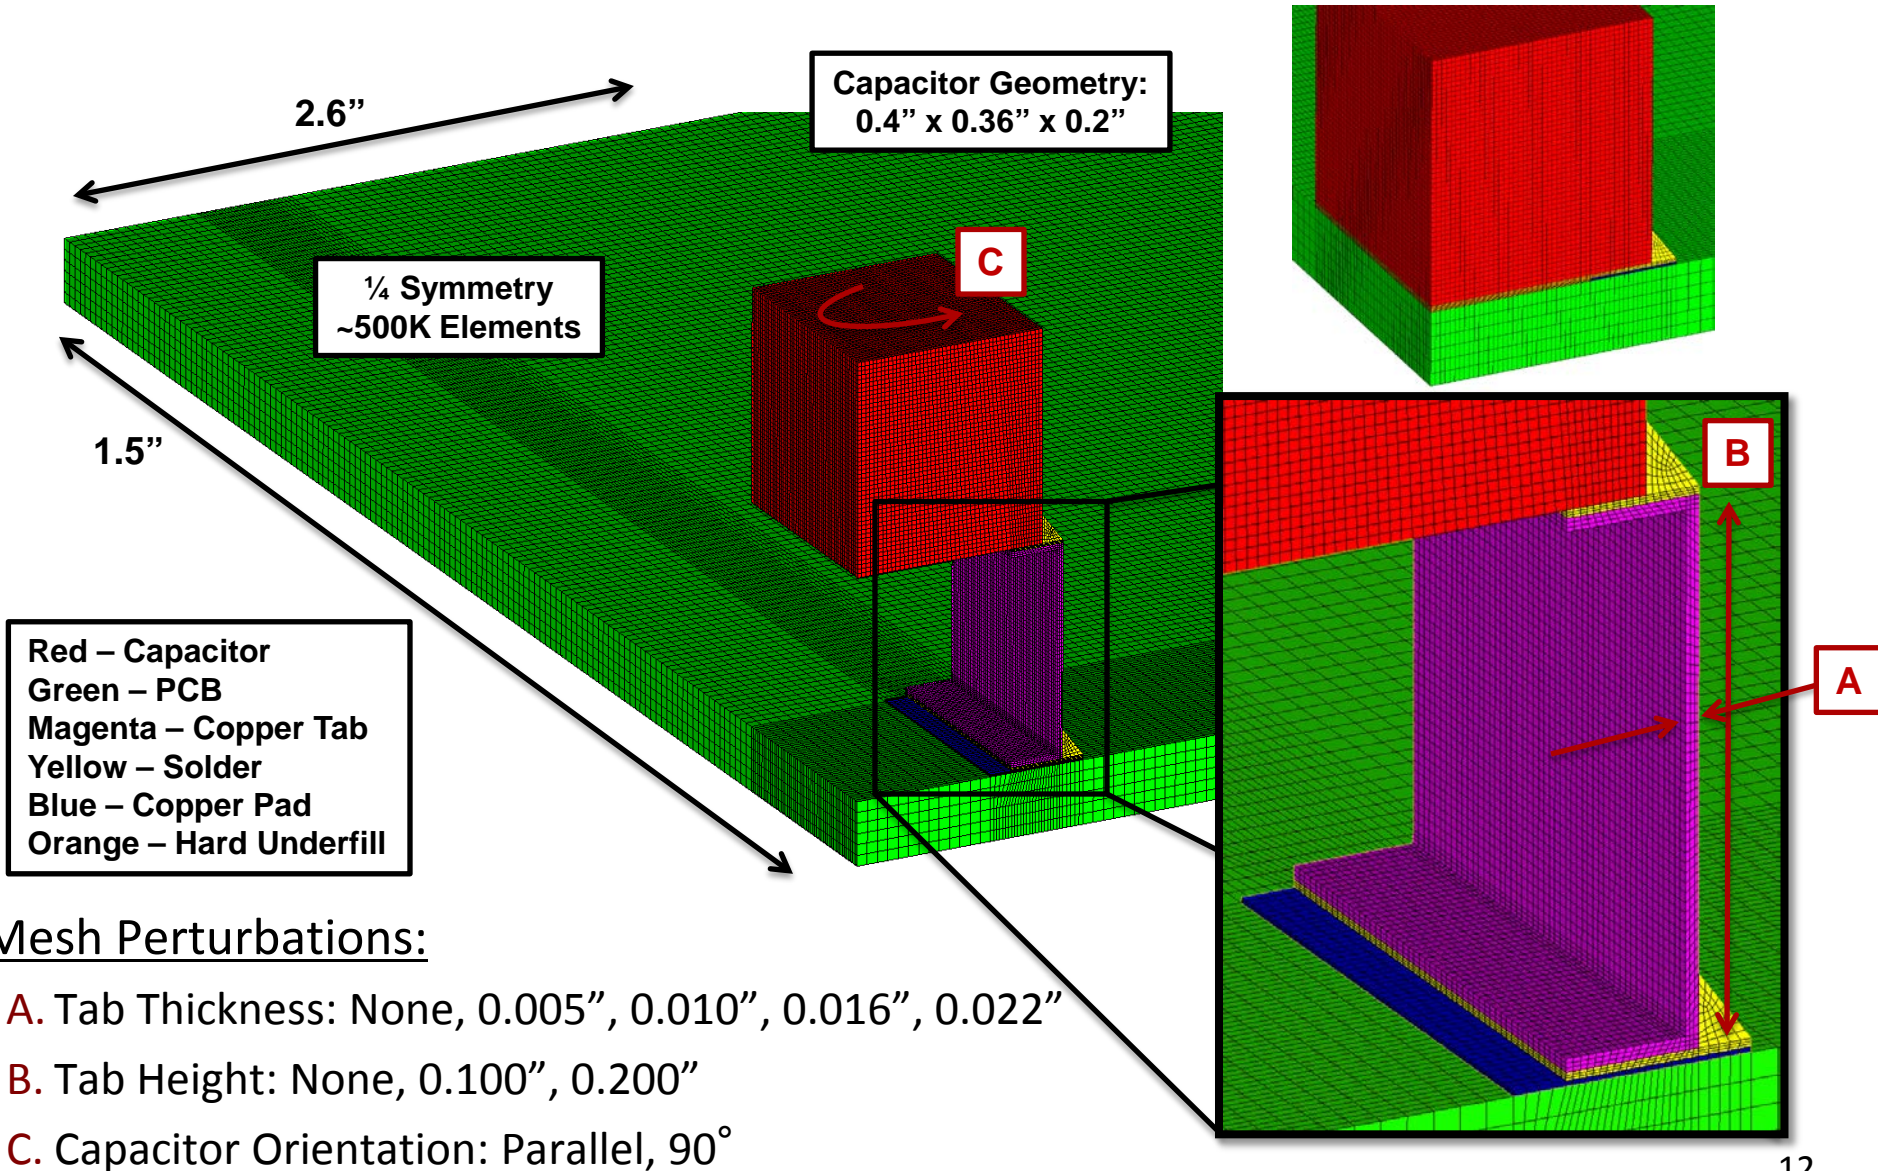 2.6”
Capacitor Geometry:
0.4” x 0.36” x 0.2”
C
¼ Symmetry
~500K Elements
1.5”
B
A
Red – Capacitor
Green – PCB
Magenta – Copper Tab
Yellow – Solder
Blue – Copper Pad
Orange – Hard Underfill
Mesh Perturbations:
A. Tab Thickness: None, 0.005”, 0.010”, 0.016”, 0.022”
B. Tab Height: None, 0.100”, 0.200”
C. Capacitor Orientation: Parallel, 90°
12